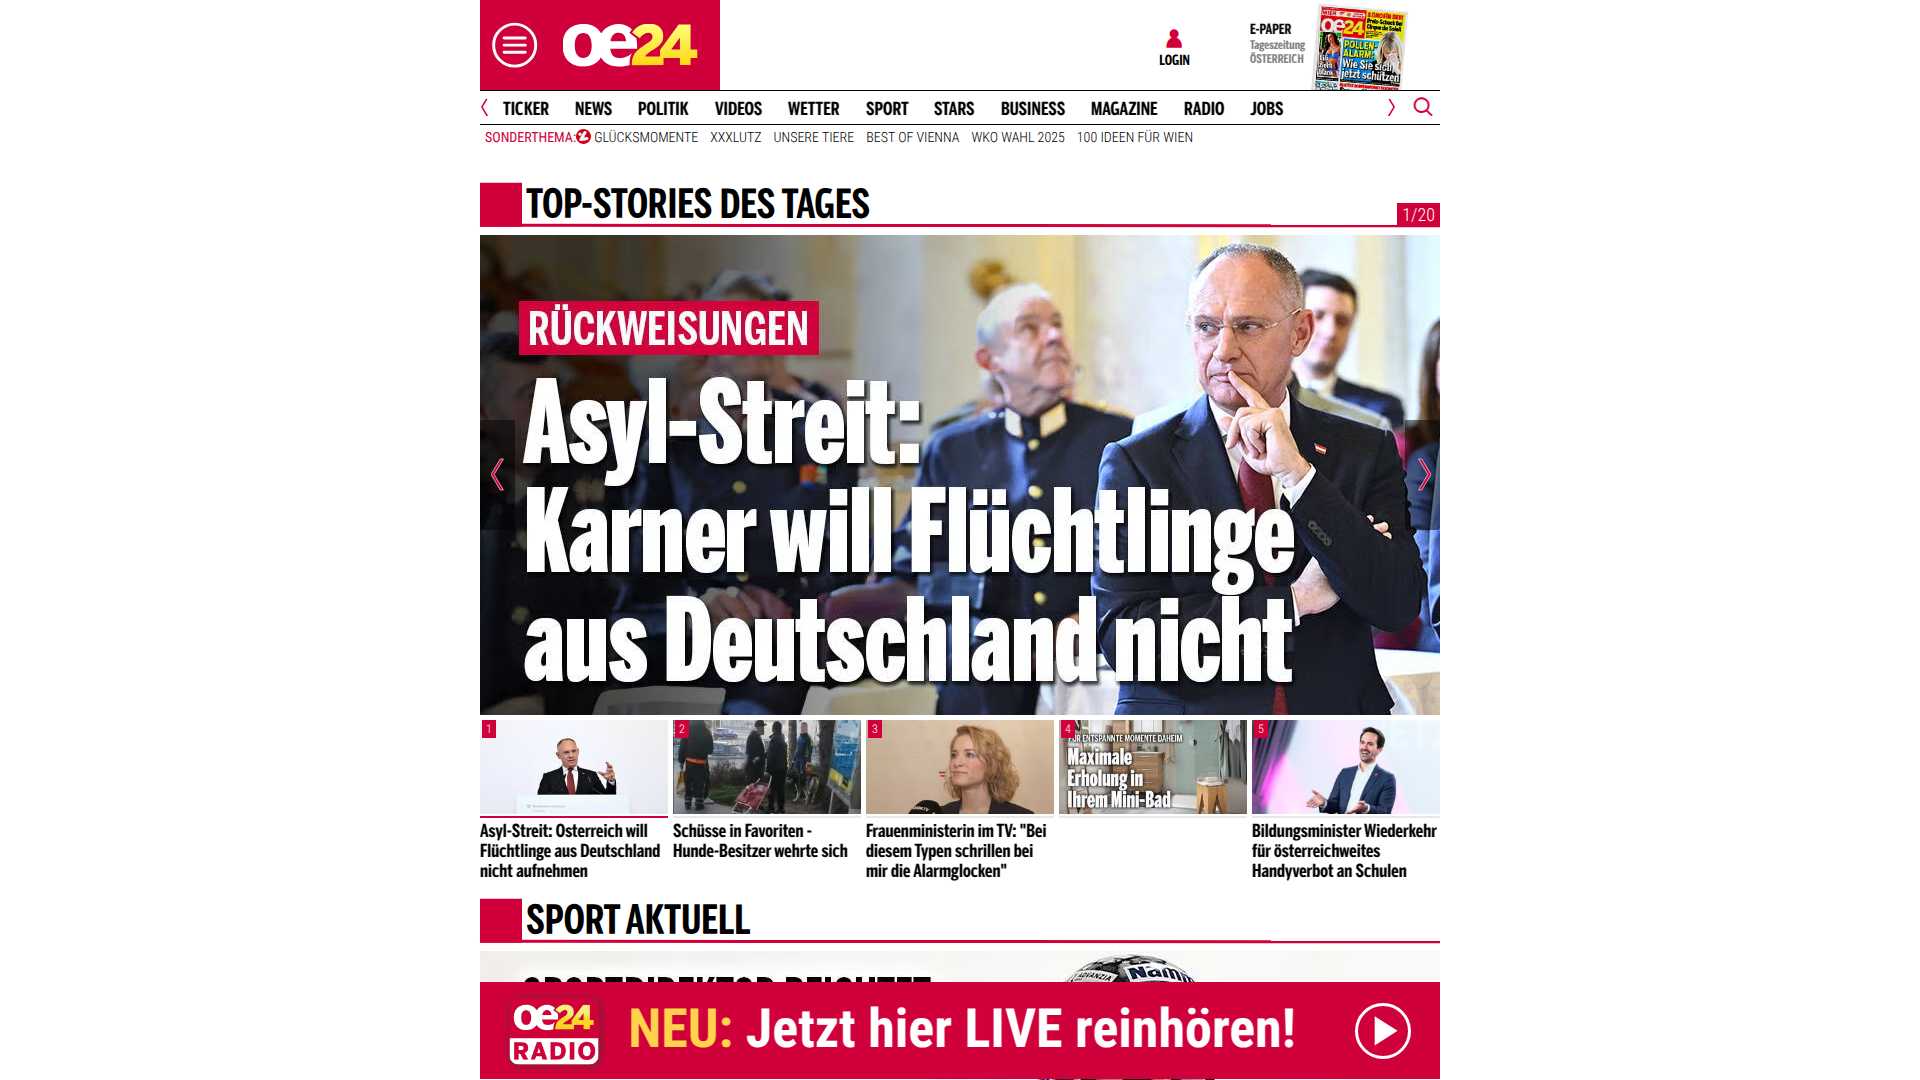 oe24
LOGIN
E-PAPER
Tageszeitung
ÖSTERREICH
oe24
POLLEN-
ALARM:
Wie Sie sich
jetzt schützen
TICKER NEWS POLITIK VIDEOS WETTER SPORT STARS BUSINESS MAGAZINE RADIO JOBS
SONDERTHEMA: GLÜCKSMOMENTE XXXLUTZ UNSERE TIERE BEST OF VIENNA WKO WAHL 2025 100 IDEEN FÜR WIEN
TOP-STORIES DES TAGES
1/20
RÜCKWEISUNGEN
Asyl-Streit:
Karner will Flüchtlinge
aus Deutschland nicht
1
Asyl-Streit: Österreich will
Flüchtlinge aus Deutschland
nicht aufnehmen
2
Schüsse in Favoriten -
Hunde-Besitzer wehrte sich
3
Frauenministerin im TV: "Bei
diesem Typen schrillen bei
mir die Alarmglocken"
4
FÜR ENTSPANNTE MOMENTE DAHEIM
Maximale
Erholung in
Ihrem Mini-Bad
5
Bildungsminister Wiederkehr
für österreichweites
Handyverbot an Schulen
SPORT AKTUELL
SPORTDIREKTOR BEICHTET
ADVANZIA
oe24
RADIO
NEU: Jetzt hier LIVE reinhören!